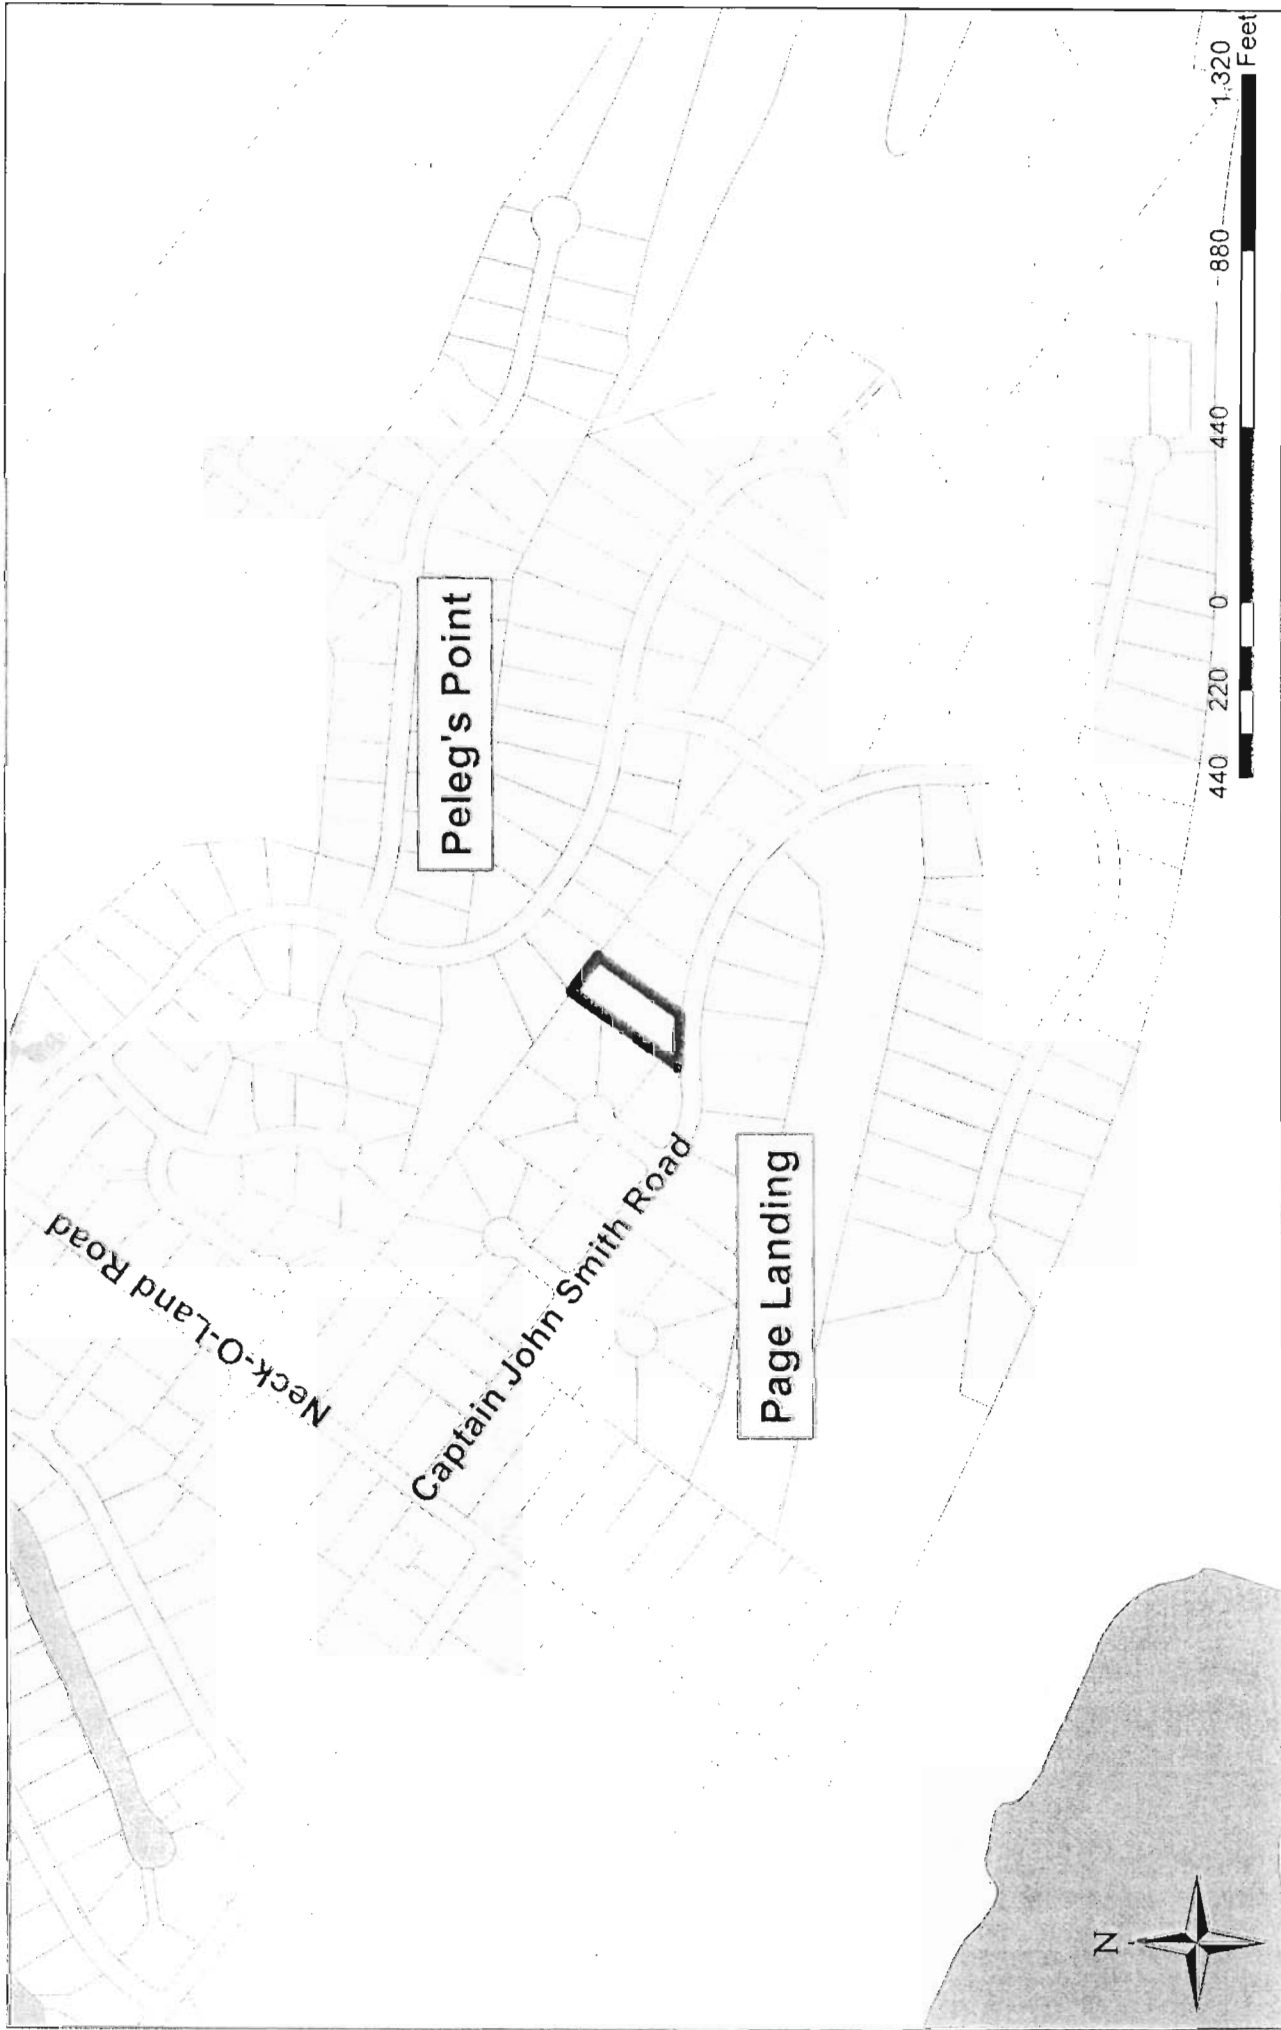 Neck-O-Land Road
Peleg's Point
Captain John Smith Road
Page Landing
N
440 220 0 440 880 1,320
Feet